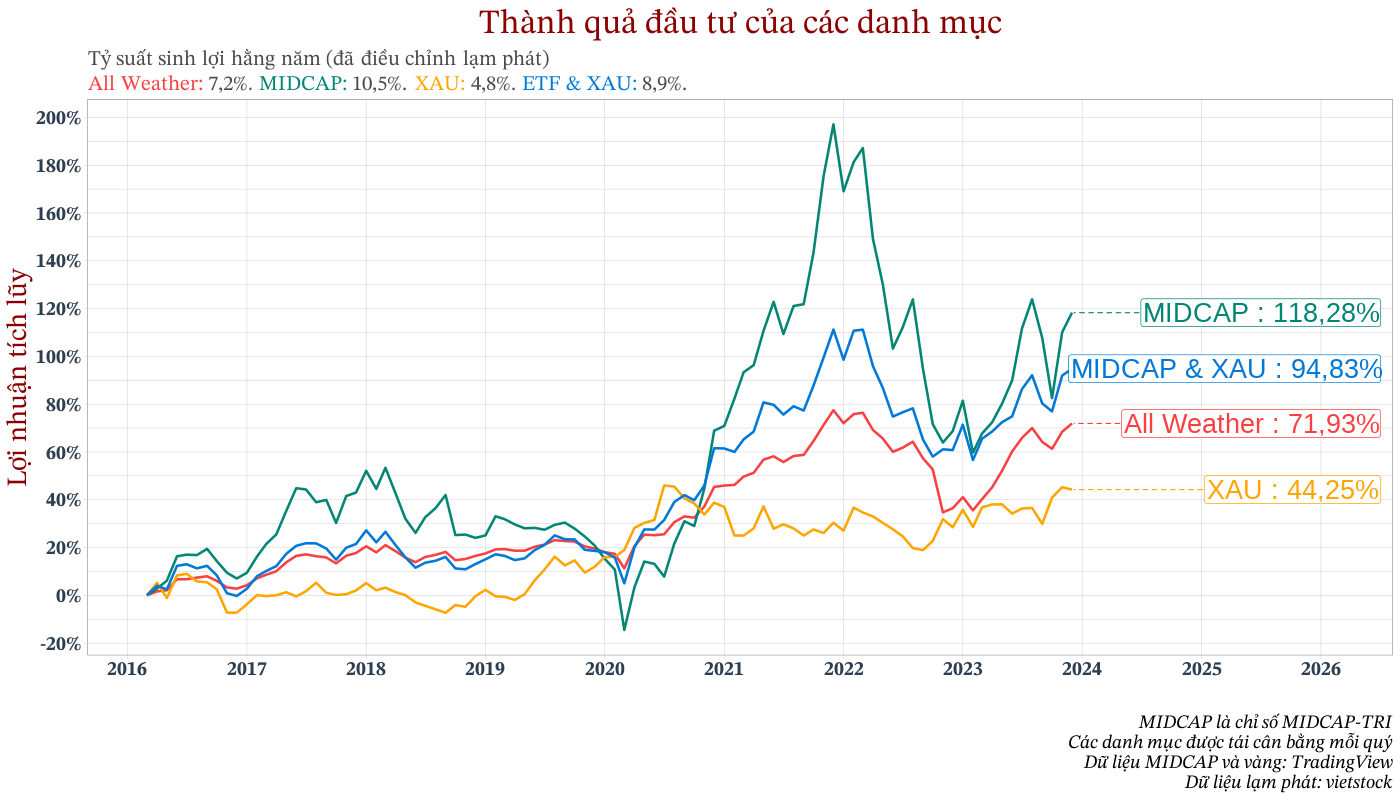 Thành quả đầu tư của các danh mục
Tỷ suất sinh lợi hằng năm (đã điều chỉnh lạm phát)
All Weather: 7,2%. MIDCAP: 10,5%. XAU: 4,8%. ETF & XAU: 8,9%.
Lợi nhuận tích lũy
200%
180%
160%
140%
120%
100%
80%
60%
40%
20%
0%
-20%
MIDCAP : 118,28%
MIDCAP & XAU : 94,83%
All Weather : 71,93%
XAU : 44,25%
2016 2017 2018 2019 2020 2021 2022 2023 2024 2025 2026
MIDCAP là chỉ số MIDCAP-TRI
Các danh mục được tái cân bằng mỗi quý
Dữ liệu MIDCAP và vàng: TradingView
Dữ liệu lạm phát: vietstock